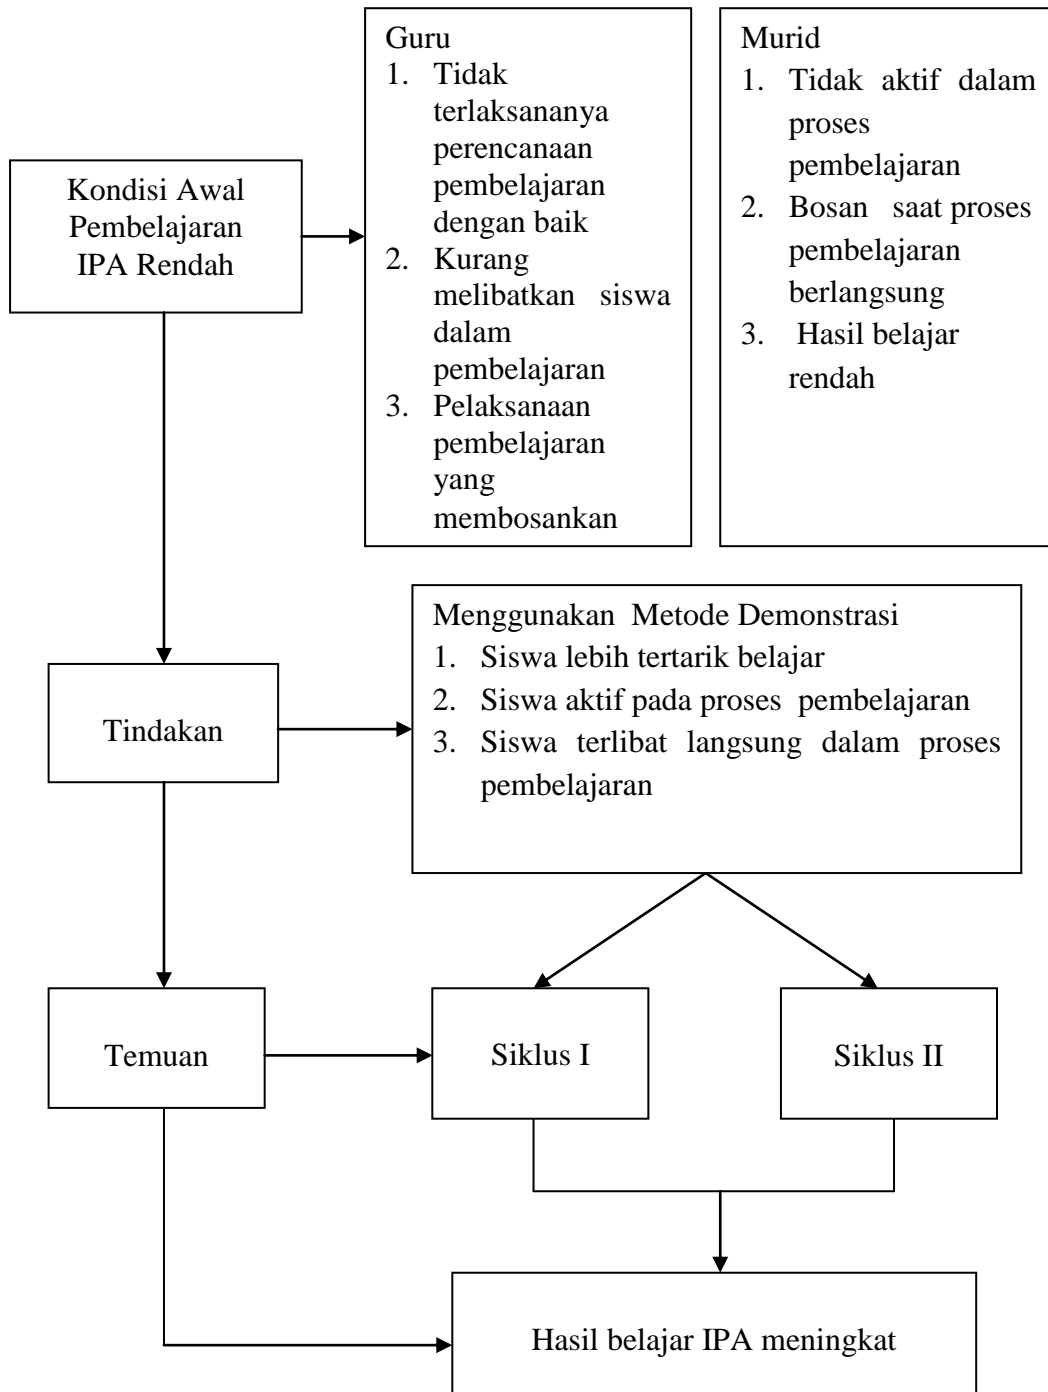 Kondisi Awal
Pembelajaran
IPA Rendah
Guru
1. Tidak
terlaksananya
perencanaan
pembelajaran
dengan baik
2. Kurang
melibatkan siswa
dalam
pembelajaran
3. Pelaksanaan
pembelajaran
yang
membosankan
Murid
1. Tidak aktif dalam
proses
pembelajaran
2. Bosan saat proses
pembelajaran
berlangsung
3. Hasil belajar
rendah
Tindakan
Menggunakan Metode Demonstrasi
1. Siswa lebih tertarik belajar
2. Siswa aktif pada proses pembelajaran
3. Siswa terlibat langsung dalam proses
pembelajaran
Temuan
Siklus I
Siklus II
Hasil belajar IPA meningkat